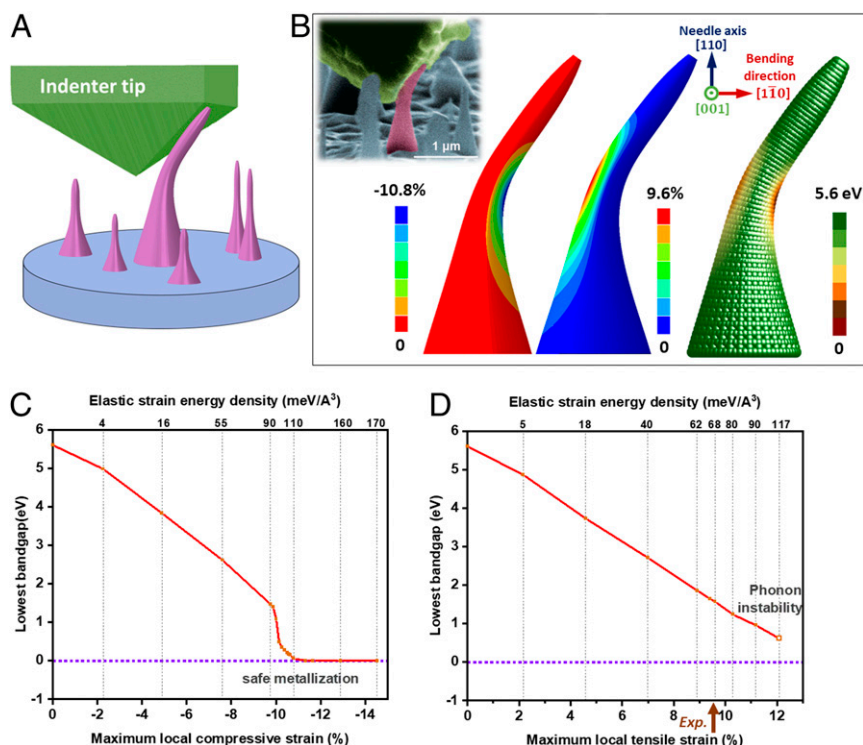 A
Indenter tip
B
1 μm
Needle axis
[110]
Bending
direction
[11̄0]
[001]
-10.8%
0
9.6%
0
5.6 eV
0
C
Elastic strain energy density (meV/A³)
4 16 55 90 110 160 170
Lowest bandgap(eV)
6
5
4
3
2
1
0
-1
safe metallization
0 -2 -4 -6 -8 -10 -12 -14
Maximum local compressive strain (%)
D
Elastic strain energy density (meV/A³)
5 18 40 62 68 80 90 117
Lowest bandgap (eV)
6
5
4
3
2
1
0
-1
Phonon
instability
0 2 4 6 8 10 12
Exp.
Maximum local tensile strain (%)